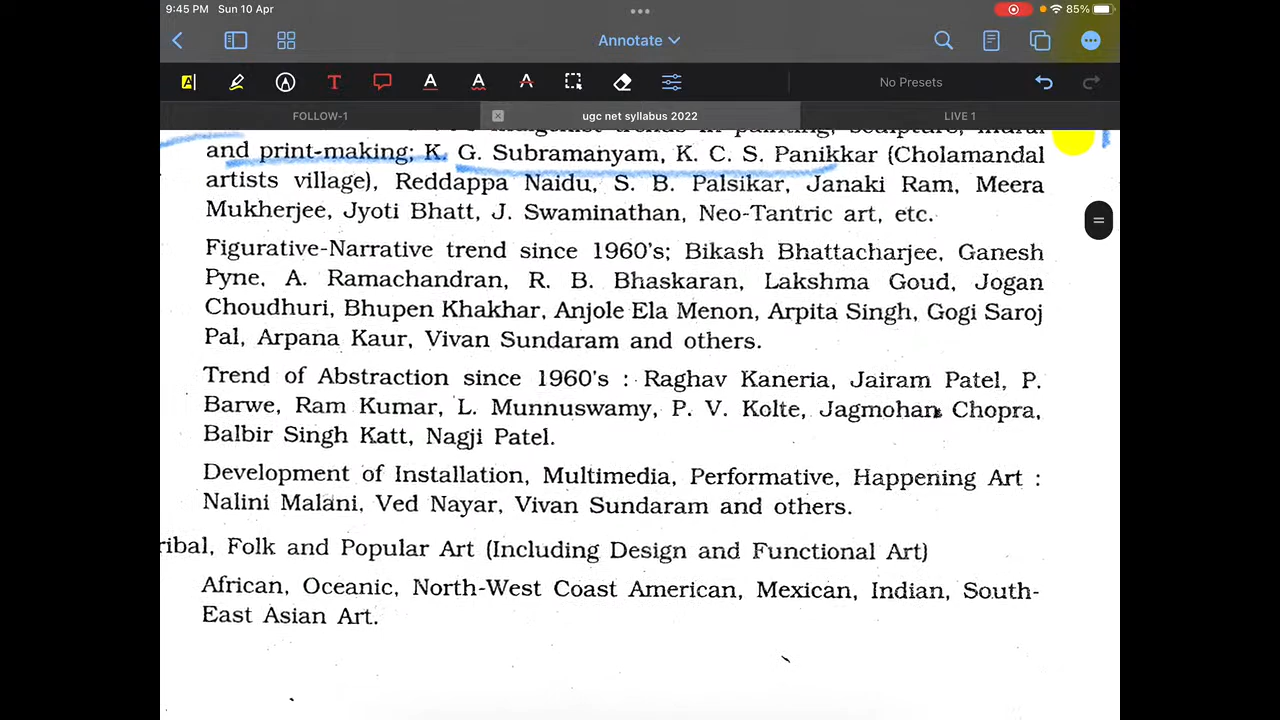 9:45 PM Sun 10 Apr
85%
Annotate
No Presets
FOLLOW-1
ugc net syllabus 2022
LIVE 1
indigenist trends in painting, sculpture, mural
and print-making; K. G. Subramanyam, K. C. S. Panikkar (Cholamandal
artists village), Reddappa Naidu, S. B. Palsikar, Janaki Ram, Meera
Mukherjee, Jyoti Bhatt, J. Swaminathan, Neo-Tantric art, etc.
Figurative-Narrative trend since 1960's; Bikash Bhattacharjee, Ganesh
Pyne, A. Ramachandran, R. B. Bhaskaran, Lakshma Goud, Jogan
Choudhuri, Bhupen Khakhar, Anjole Ela Menon, Arpita Singh, Gogi Saroj
Pal, Arpana Kaur, Vivan Sundaram and others.
Trend of Abstraction since 1960's : Raghav Kaneria, Jairam Patel, P.
Barwe, Ram Kumar, L. Munnuswamy, P. V. Kolte, Jagmohan Chopra,
Balbir Singh Katt, Nagji Patel.
Development of Installation, Multimedia, Performative, Happening Art :
Nalini Malani, Ved Nayar, Vivan Sundaram and others.
ribal, Folk and Popular Art (Including Design and Functional Art)
African, Oceanic, North-West Coast American, Mexican, Indian, South-
East Asian Art.